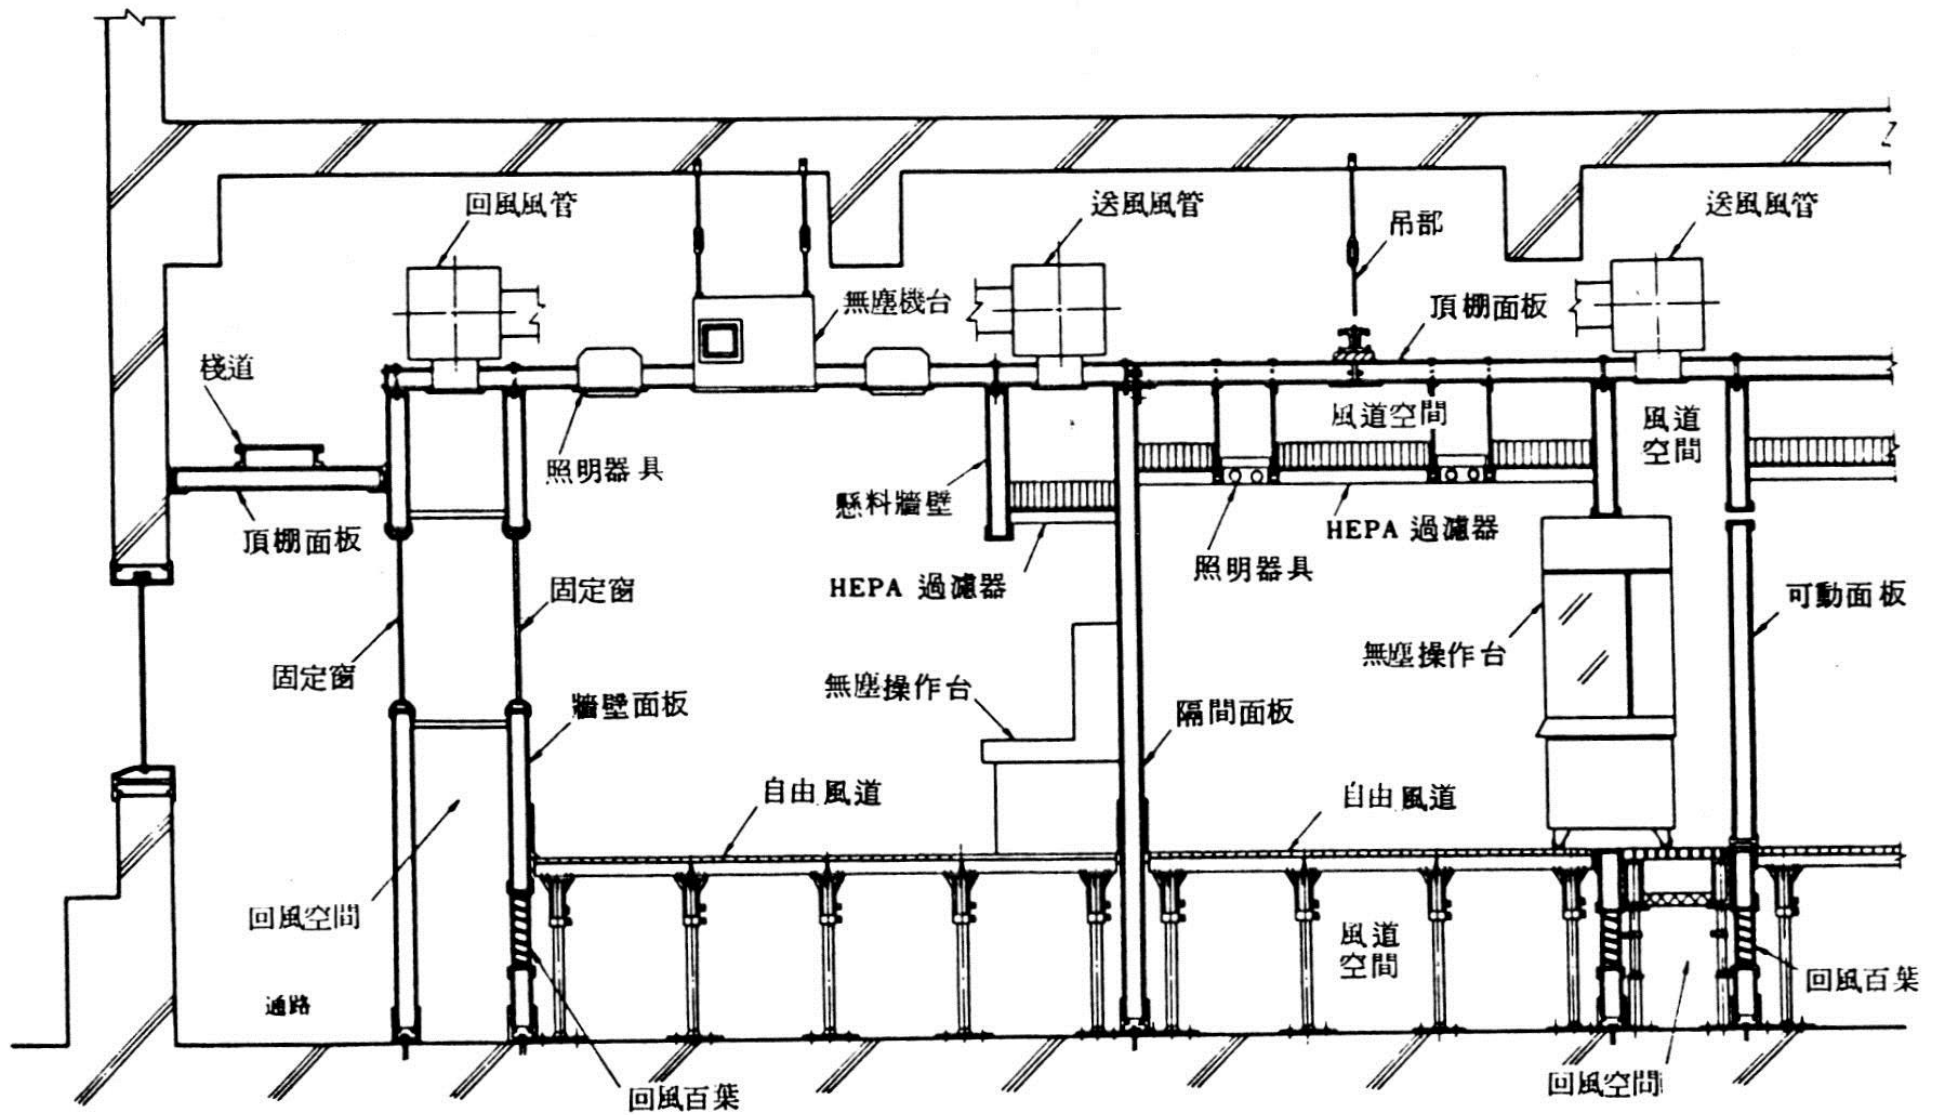 回風風管
送風風管
吊部
送風風管
無塵機台
頂棚面板
棧道
風道空間
風道
空間
照明器具
懸料牆壁
頂棚面板
HEPA 過濾器
照明器具
HEPA 過濾器
固定窗
可動面板
固定窗
無塵操作台
無塵操作台
牆壁面板
隔間面板
自由風道
自由風道
回風空間
風道
空間
回風百葉
通路
回風百葉
回風空間